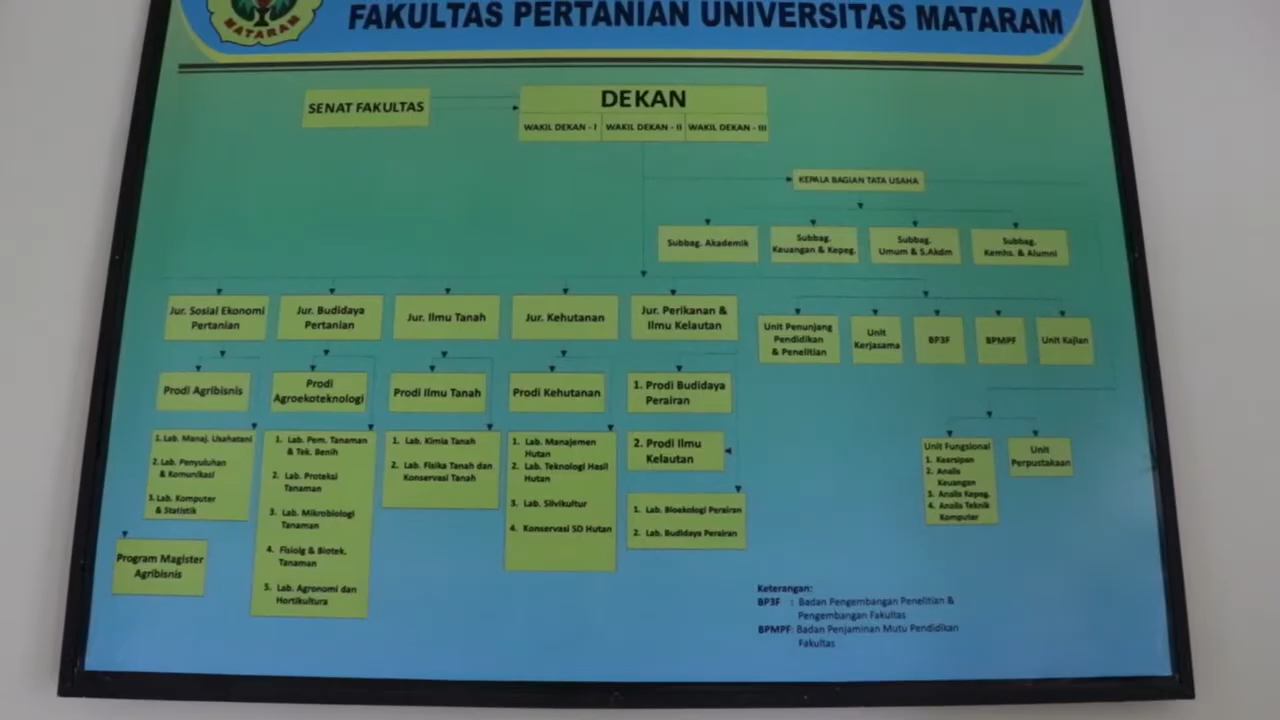 MATARAM
FAKULTAS PERTANIAN UNIVERSITAS MATARAM
SENAT FAKULTAS
DEKAN
WAKIL DEKAN - I
WAKIL DEKAN - II
WAKIL DEKAN - III
KEPALA BAGIAN TATA USAHA
Subbag. Akademik
Subbag.
Keuangan & Kepeg.
Subbag.
Umum & S.Akdm
Subbag.
Kemhs. & Alumni
Jur. Sosial Ekonomi
Pertanian
Jur. Budidaya
Pertanian
Jur. Ilmu Tanah
Jur. Kehutanan
Jur. Perikanan &
Ilmu Kelautan
Unit Penunjang
Pendidikan
& Penelitian
Unit
Kerjasama
BP3F
BPMPF
Unit Kajian
Prodi Agribisnis
Prodi
Agroekoteknologi
Prodi Ilmu Tanah
Prodi Kehutanan
1. Prodi Budidaya
Perairan
2. Prodi Ilmu
Kelautan
1. Lab. Manaj. Usahatani
2. Lab. Penyuluhan
& Komunikasi
3. Lab. Komputer
& Statistik
1. Lab. Pem. Tanaman
& Tek. Benih
2. Lab. Proteksi
Tanaman
3. Lab. Mikrobiologi
Tanaman
4. Fisiolg & Biotek.
Tanaman
5. Lab. Agronomi dan
Hortikultura
1. Lab. Kimia Tanah
2. Lab. Fisika Tanah dan
Konservasi Tanah
1. Lab. Manajemen
Hutan
2. Lab. Teknologi Hasil
Hutan
3. Lab. Silvikultur
4. Konservasi SD Hutan
1. Lab. Bioekologi Perairan
2. Lab. Budidaya Perairan
Unit Fungsional
1. Kearsipan
2. Analis
Keuangan
3. Analis Kepeg.
4. Analis Teknik
Komputer
Unit
Perpustakaan
Program Magister
Agribisnis
Keterangan:
BP3F : Badan Pengembangan Penelitian &
Pengembangan Fakultas
BPMPF: Badan Penjaminan Mutu Pendidikan
Fakultas